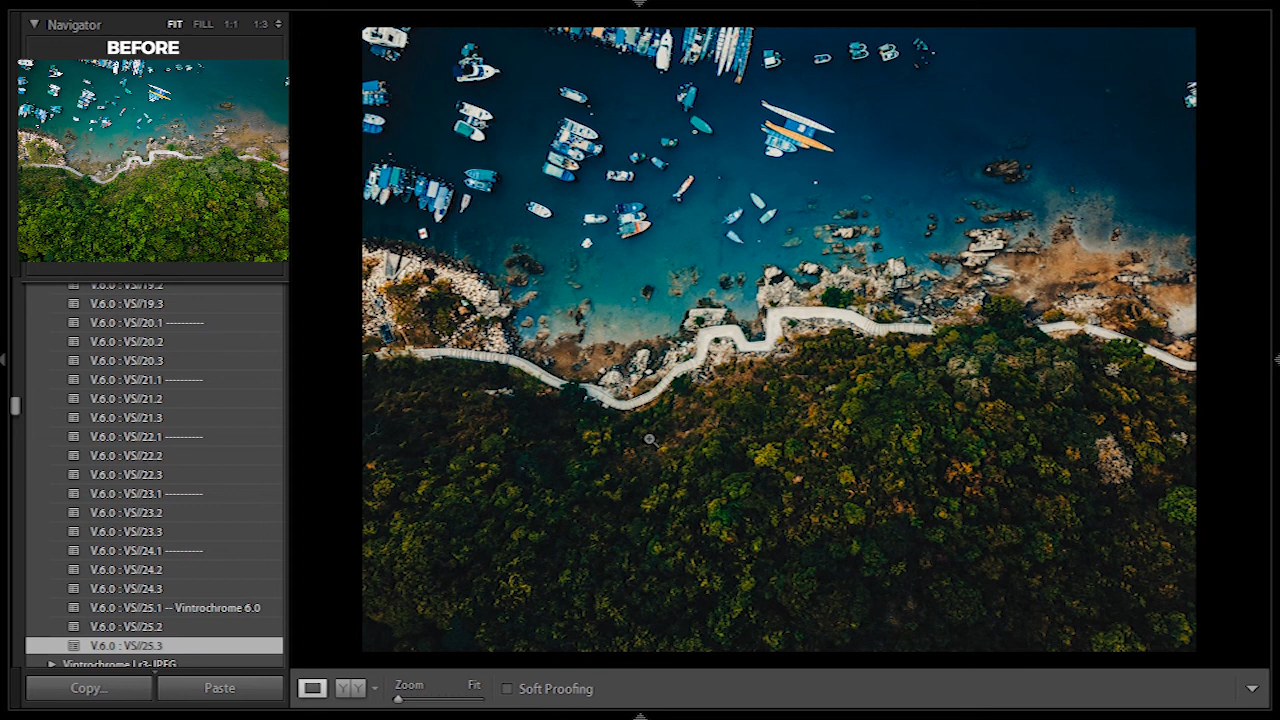 Navigator
FIT FILL 1:1 1:3
BEFORE
V.6.0 : VS//19.2
V.6.0 : VS//19.3
V.6.0 : VS//20.1 ----------
V.6.0 : VS//20.2
V.6.0 : VS//20.3
V.6.0 : VS//21.1 ----------
V.6.0 : VS//21.2
V.6.0 : VS//21.3
V.6.0 : VS//22.1 ----------
V.6.0 : VS//22.2
V.6.0 : VS//22.3
V.6.0 : VS//23.1 ----------
V.6.0 : VS//23.2
V.6.0 : VS//23.3
V.6.0 : VS//24.1 ----------
V.6.0 : VS//24.2
V.6.0 : VS//24.3
V.6.0 : VS//25.1 -- Vintrochrome 6.0
V.6.0 : VS//25.2
V.6.0 : VS//25.3
Vintrochrome Lr3-JPEG
Copy... Paste
Zoom Fit
Soft Proofing